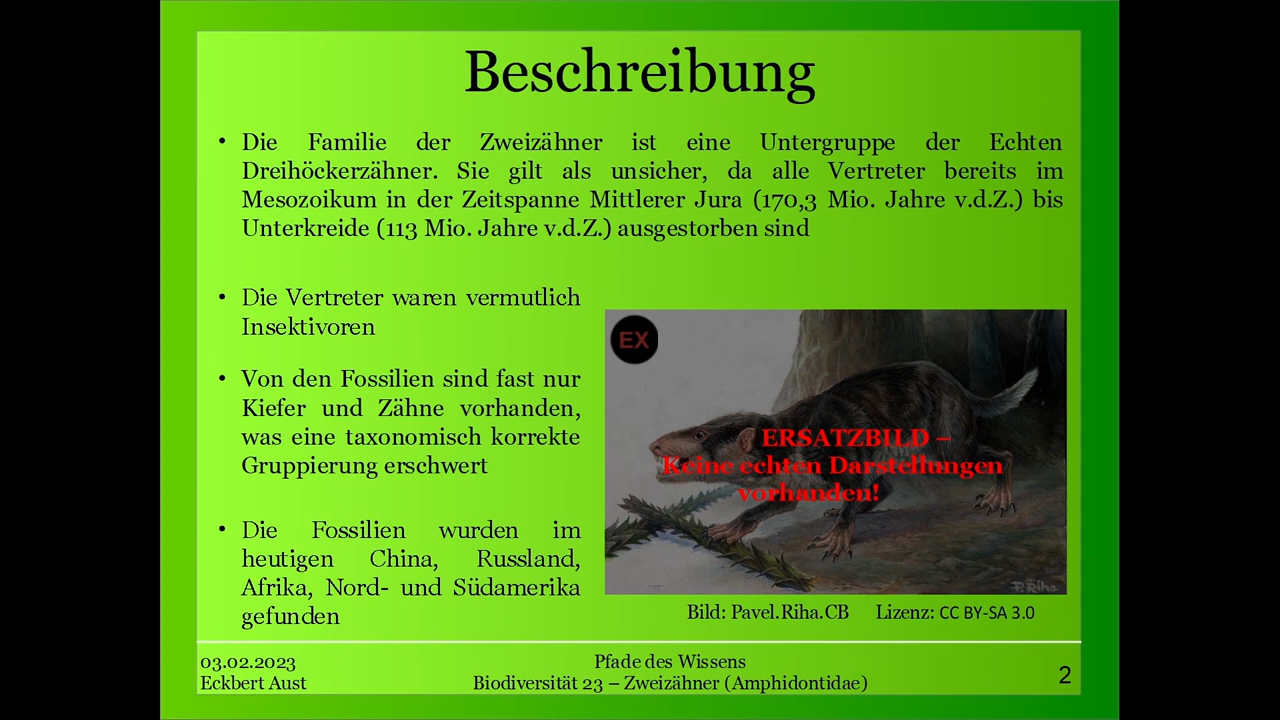 Beschreibung
• Die Familie der Zweizähner ist eine Untergruppe der Echten
Dreihöckerzähner. Sie gilt als unsicher, da alle Vertreter bereits im
Mesozoikum in der Zeitspanne Mittlerer Jura (170,3 Mio. Jahre v.d.Z.) bis
Unterkreide (113 Mio. Jahre v.d.Z.) ausgestorben sind
• Die Vertreter waren vermutlich
Insektivoren
• Von den Fossilien sind fast nur
Kiefer und Zähne vorhanden,
was eine taxonomisch korrekte
Gruppierung erschwert
• Die Fossilien wurden im
heutigen China, Russland,
Afrika, Nord- und Südamerika
gefunden
EX
ERSATZBILD –
Keine echten Darstellungen
vorhanden!
P.Říha
Bild: Pavel.Riha.CB Lizenz: CC BY-SA 3.0
03.02.2023
Eckbert Aust
Pfade des Wissens
Biodiversität 23 – Zweizähner (Amphidontidae)
2